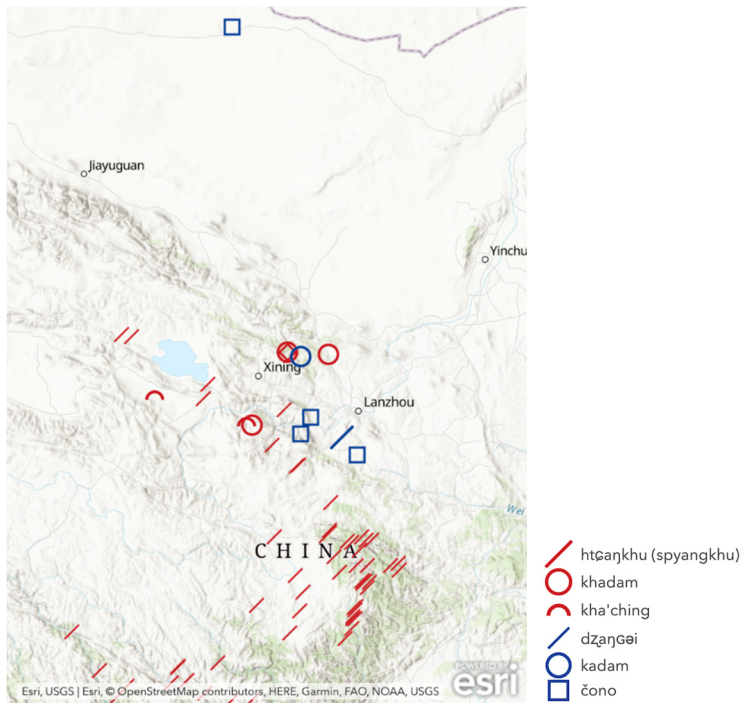 Jiayuguan
Yinchu
Xining
Lanzhou
Wei
CHINA
POWERED BY
esri
Esri, USGS | Esri, © OpenStreetMap contributors, HERE, Garmin, FAO, NOAA, USGS
htɕaŋkhu (spyangkhu)
khadam
kha'ching
dʐaŋɢəi
kadam
čono